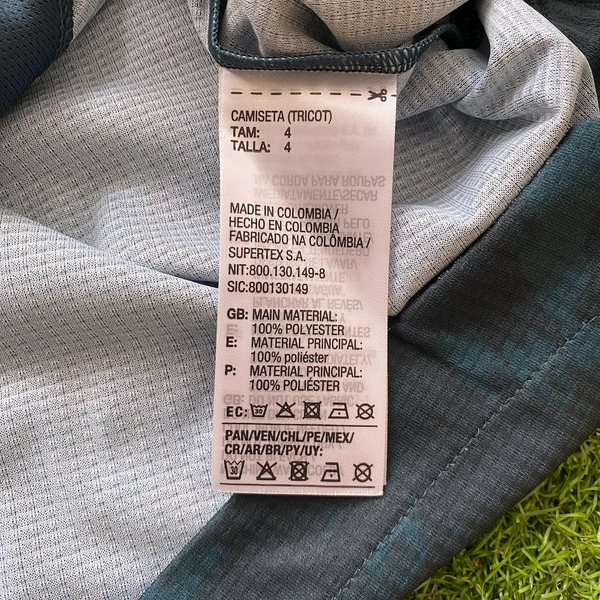 CAMISETA (TRICOT)
TAM: 4
TALLA: 4
MADE IN COLOMBIA /
HECHO EN COLOMBIA
FABRICADO NA COLÔMBIA /
SUPERTEX S.A.
NIT:800.130.149-8
SIC:800130149
GB: MAIN MATERIAL:
100% POLYESTER
E: MATERIAL PRINCIPAL:
100% poliéster
P: MATERIAL PRINCIPAL:
100% POLIÉSTER
EC: 30
PAN/VEN/CHL/PE/MEX/
CR/AR/BR/PY/UY:
30